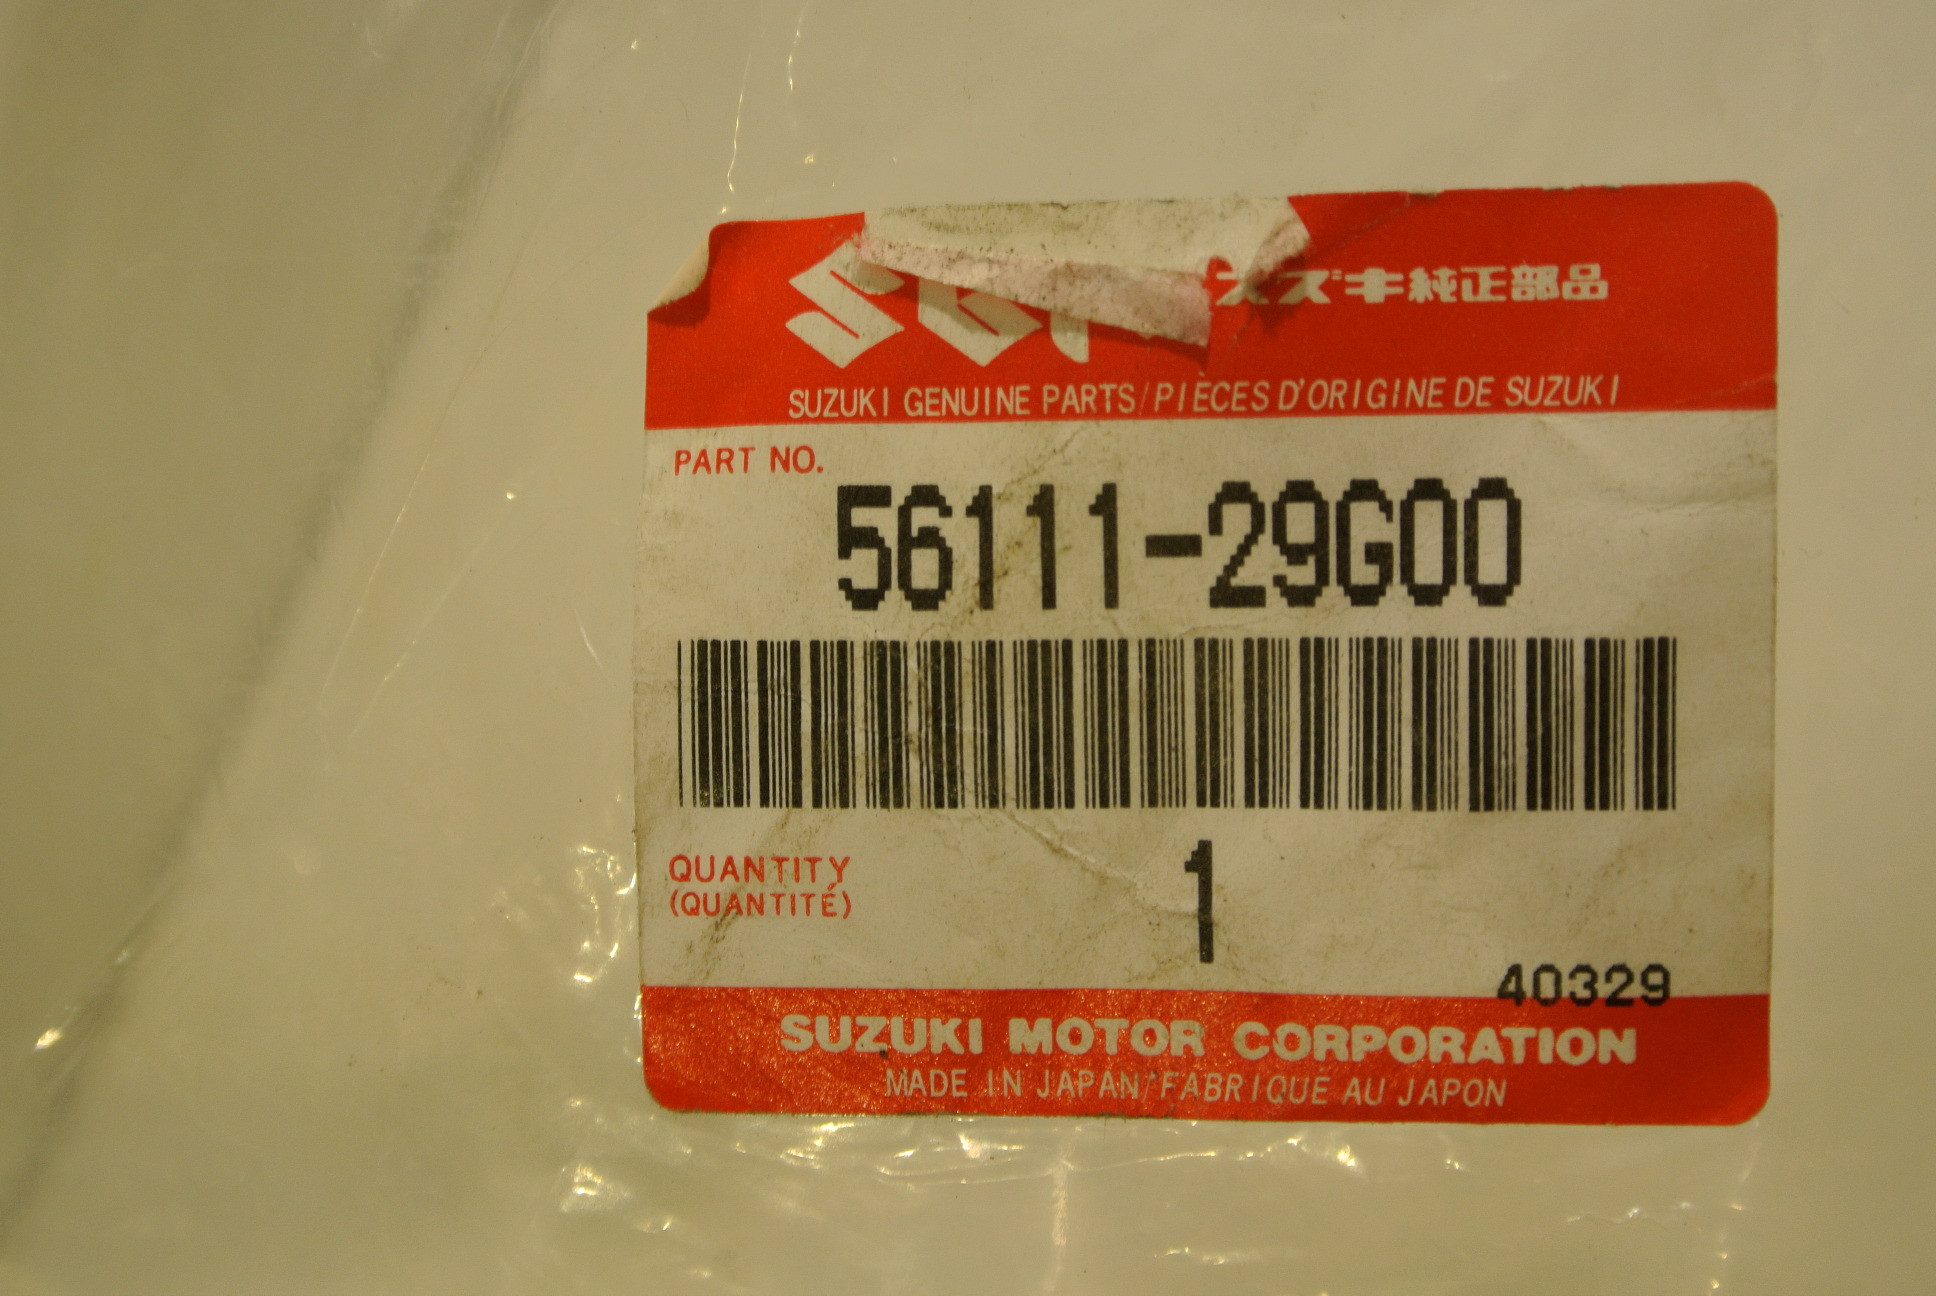 スズキ純正部品
SUZUKI GENUINE PARTS/PIÈCES D'ORIGINE DE SUZUKI
PART NO.
56111-29G00
QUANTITY
(QUANTITÉ)
1
40329
SUZUKI MOTOR CORPORATION
MADE IN JAPAN/FABRIQUÉ AU JAPON